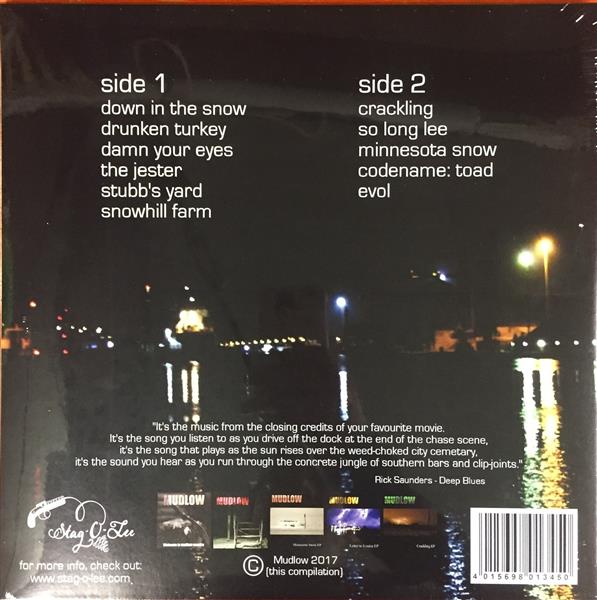 side 1
down in the snow
drunken turkey
damn your eyes
the jester
stubb's yard
snowhill farm
side 2
crackling
so long lee
minnesota snow
codename: toad
evol
"It's the music from the closing credits of your favourite movie.
It's the song you listen to as you drive off the dock at the end of the chase scene,
it's the song that plays as the sun rises over the weed-choked city cemetary,
it's the sound you hear as you run through the concrete jungle of southern bars and clip-joints."
Rick Saunders - Deep Blues
Stag-O-Lee
for more info, check out:
www.stag-o-lee.com
MUDLOW
MUDLOW
MUDLOW
Minnesota Snow EP
MUDLOW
MUDLOW
Crackling EP
© Mudlow 2017
[this compilation]
4 015698 013450